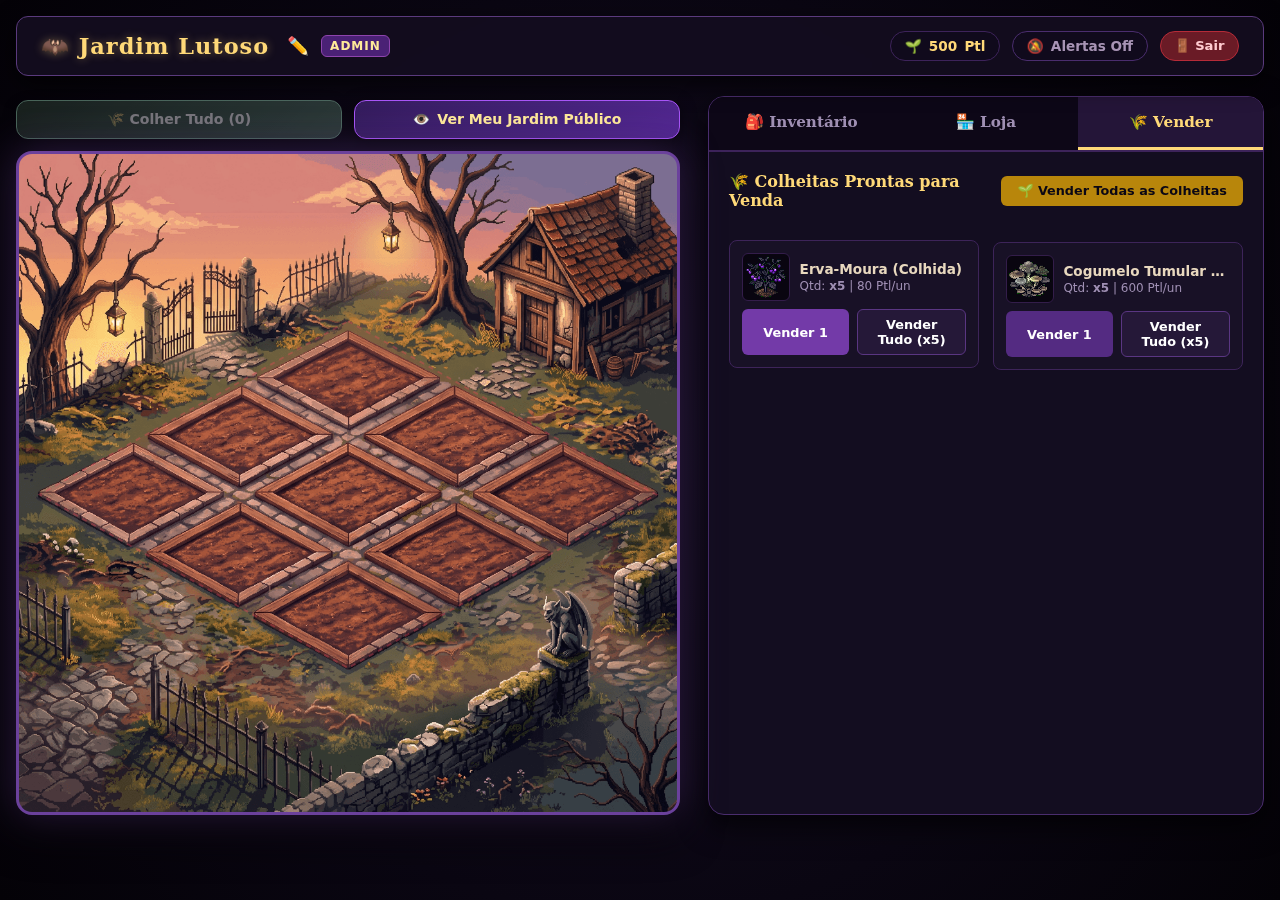 🦇 Jardim Lutoso ✏️ ADMIN
🌱 500 Ptl
🔕 Alertas Off
🚪 Sair
🌾 Colher Tudo (0)
👁️ Ver Meu Jardim Público
🎒 Inventário
🏪 Loja
🌾 Vender
🌾 Colheitas Prontas para
Venda
🌱 Vender Todas as Colheitas
Erva-Moura (Colhida)
Qtd: x5 | 80 Ptl/un
Vender 1
Vender
Tudo (x5)
Cogumelo Tumular ...
Qtd: x5 | 600 Ptl/un
Vender 1
Vender
Tudo (x5)